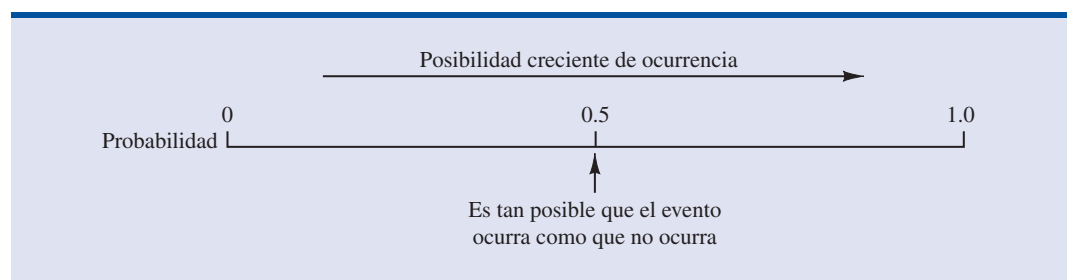 Posibilidad creciente de ocurrencia
0 0.5 1.0
Probabilidad
Es tan posible que el evento
ocurra como que no ocurra